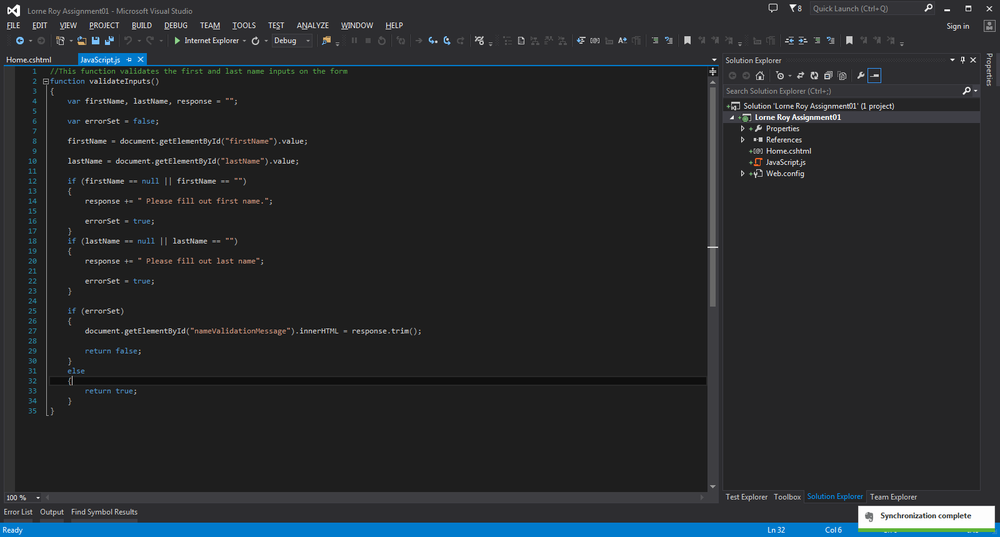 Lorne Roy Assignment01 - Microsoft Visual Studio
8
Quick Launch (Ctrl+Q)
FILE EDIT VIEW PROJECT BUILD DEBUG TEAM TOOLS TEST ANALYZE WINDOW HELP
Sign in
Internet Explorer
Debug
Home.cshtml
JavaScript.js
1 //This function validates the first and last name inputs on the form
2 function validateInputs()
3 {
4 var firstName, lastName, response = "";
5
6 var errorSet = false;
7
8 firstName = document.getElementById("firstName").value;
9
10 lastName = document.getElementById("lastName").value;
11
12 if (firstName == null || firstName == "")
13 {
14 response += " Please fill out first name.";
15
16 errorSet = true;
17 }
18 if (lastName == null || lastName == "")
19 {
20 response += " Please fill out last name";
21
22 errorSet = true;
23 }
24
25 if (errorSet)
26 {
27 document.getElementById("nameValidationMessage").innerHTML = response.trim();
28
29 return false;
30 }
31 else
32 {
33 return true;
34 }
35 }
100 %
Solution Explorer
Search Solution Explorer (Ctrl+;)
Solution 'Lorne Roy Assignment01' (1 project)
Lorne Roy Assignment01
Properties
References
Home.cshtml
JavaScript.js
Web.config
Properties
Test Explorer Toolbox Solution Explorer Team Explorer
Error List Output Find Symbol Results
Synchronization complete
Ready
Ln 32
Col 6